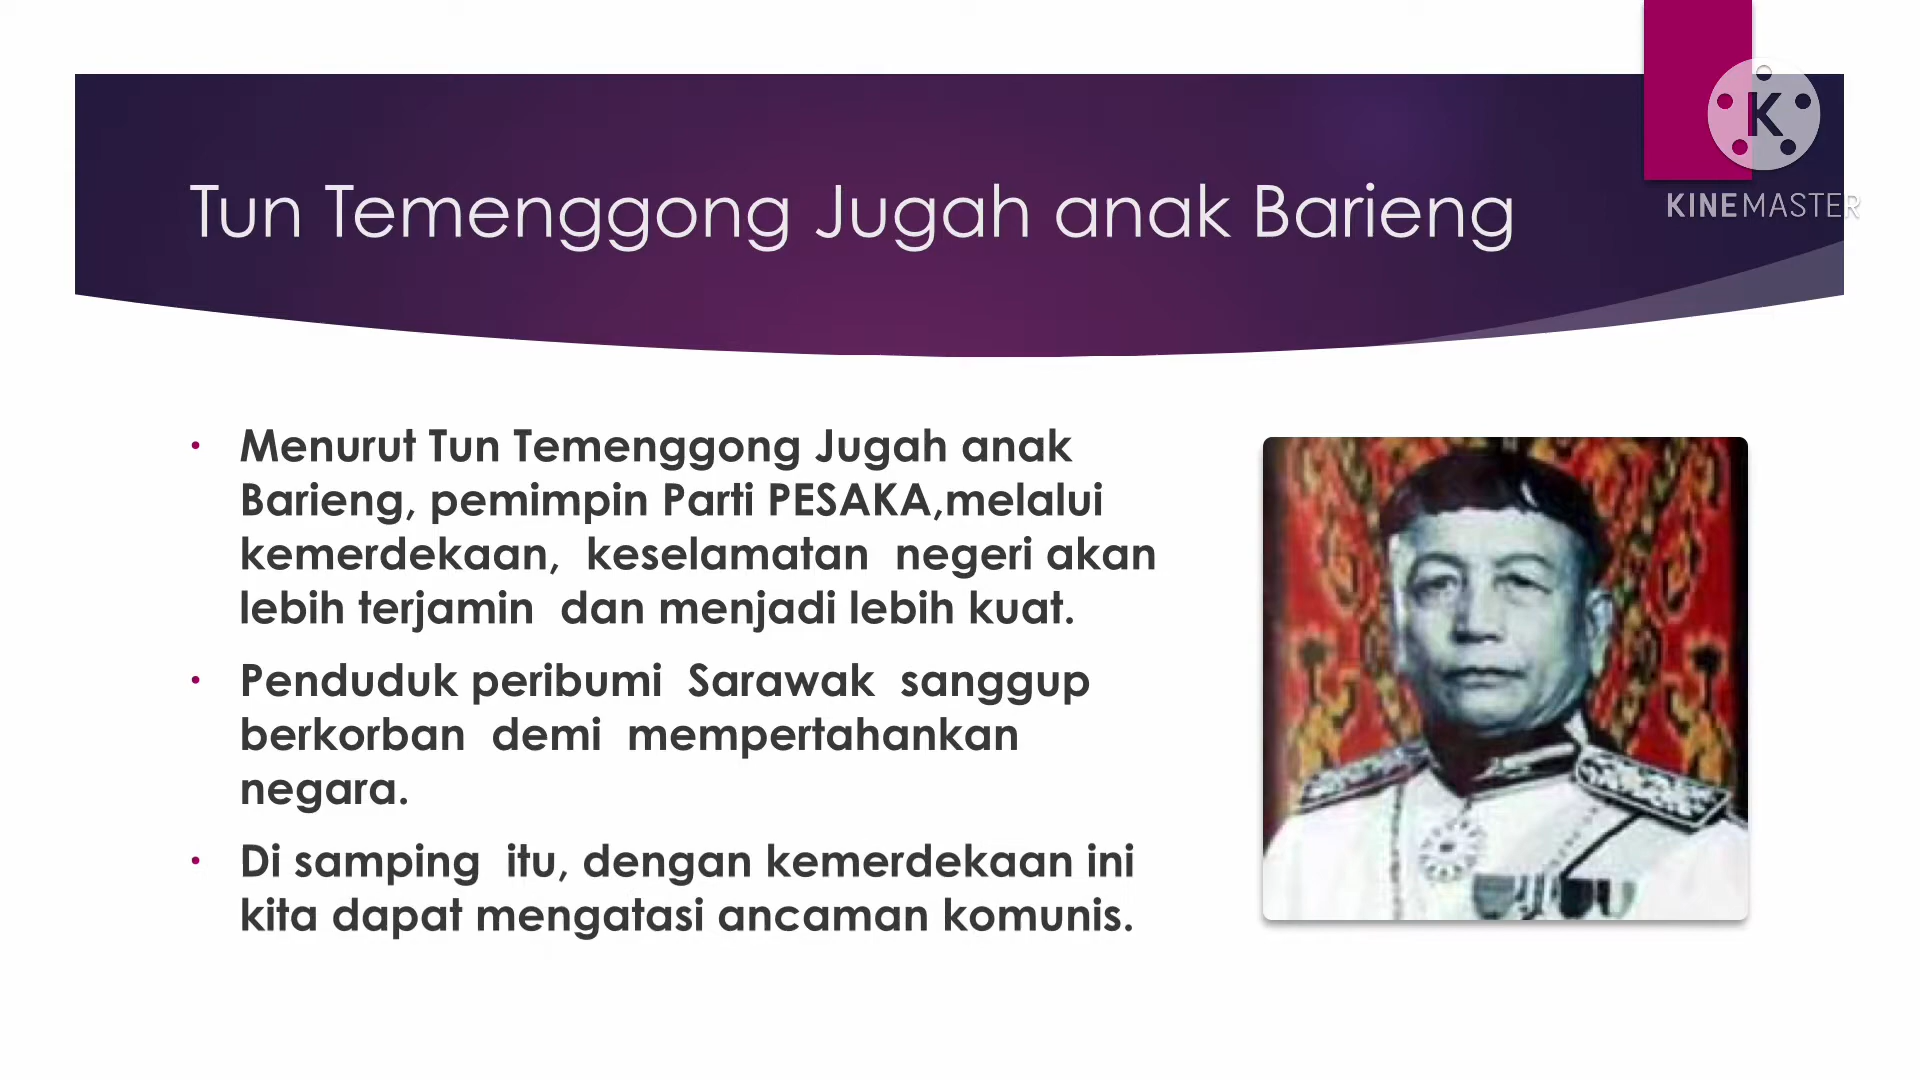 K
KINEMASTER
Tun Temenggong Jugah anak Barieng
• Menurut Tun Temenggong Jugah anak
Barieng, pemimpin Parti PESAKA,melalui
kemerdekaan, keselamatan negeri akan
lebih terjamin dan menjadi lebih kuat.
• Penduduk peribumi Sarawak sanggup
berkorban demi mempertahankan
negara.
• Di samping itu, dengan kemerdekaan ini
kita dapat mengatasi ancaman komunis.